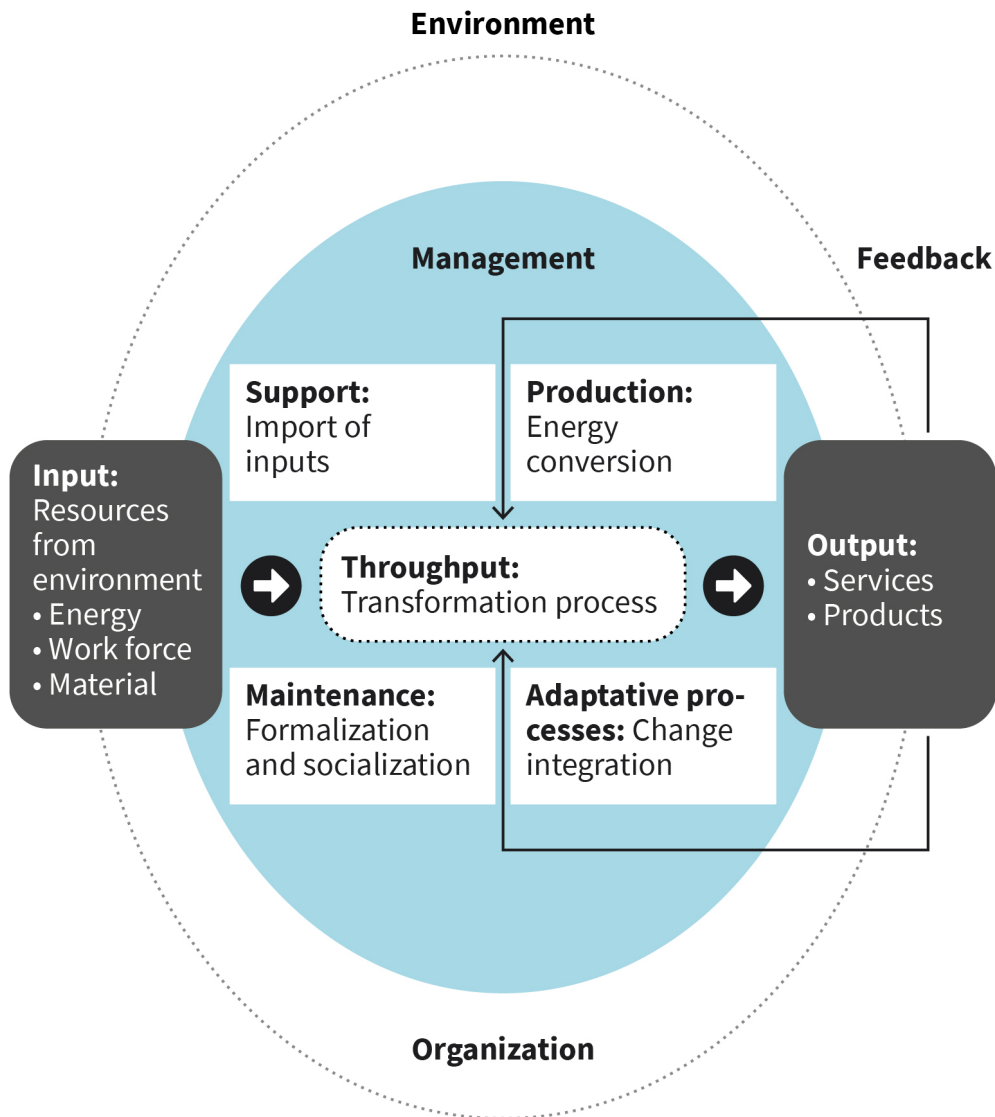 Environment
Management
Feedback
Support:
Import of
inputs
Production:
Energy
conversion
Input:
Resources
from
environment
• Energy
• Work force
• Material
Throughput:
Transformation process
Output:
• Services
• Products
Maintenance:
Formalization
and socialization
Adaptative pro-
cesses: Change
integration
Organization